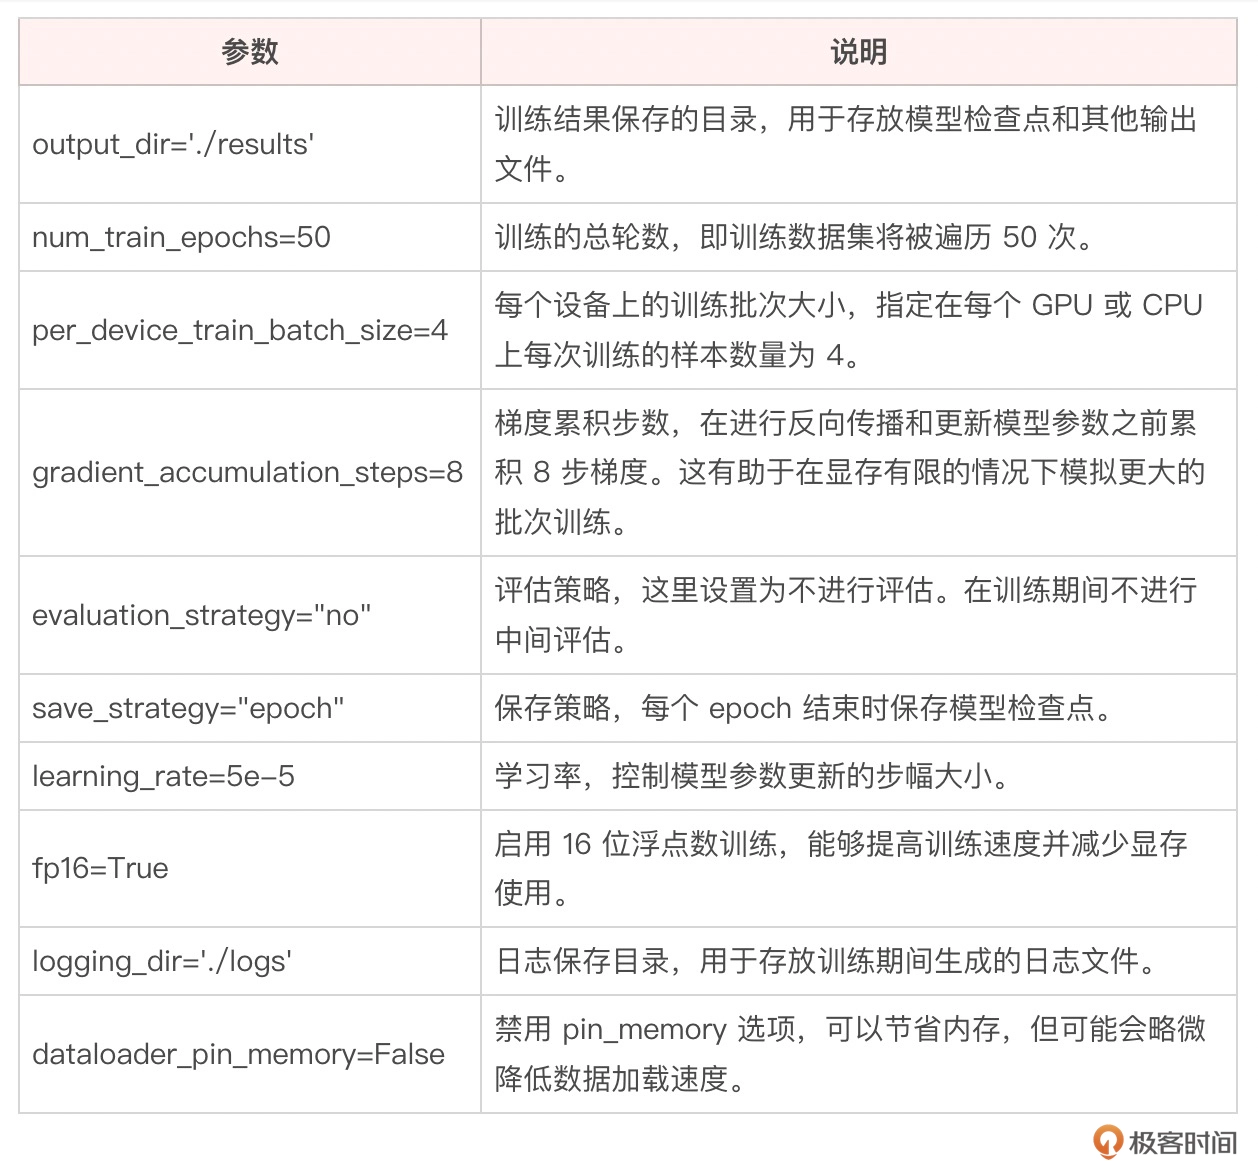 参数
说明
output_dir='./results'
训练结果保存的目录，用于存放模型检查点和其他输出
文件。
num_train_epochs=50
训练的总轮数，即训练数据集将被遍历 50 次。
per_device_train_batch_size=4
每个设备上的训练批次大小，指定在每个 GPU 或 CPU
上每次训练的样本数量为 4。
gradient_accumulation_steps=8
梯度累积步数，在进行反向传播和更新模型参数之前累
积 8 步梯度。这有助于在显存有限的情况下模拟更大的
批次训练。
evaluation_strategy="no"
评估策略，这里设置为不进行评估。在训练期间不进行
中间评估。
save_strategy="epoch"
保存策略，每个 epoch 结束时保存模型检查点。
learning_rate=5e-5
学习率，控制模型参数更新的步幅大小。
fp16=True
启用 16 位浮点数训练，能够提高训练速度并减少显存
使用。
logging_dir='./logs'
日志保存目录，用于存放训练期间生成的日志文件。
dataloader_pin_memory=False
禁用 pin_memory 选项，可以节省内存，但可能会略微
降低数据加载速度。
极客时间